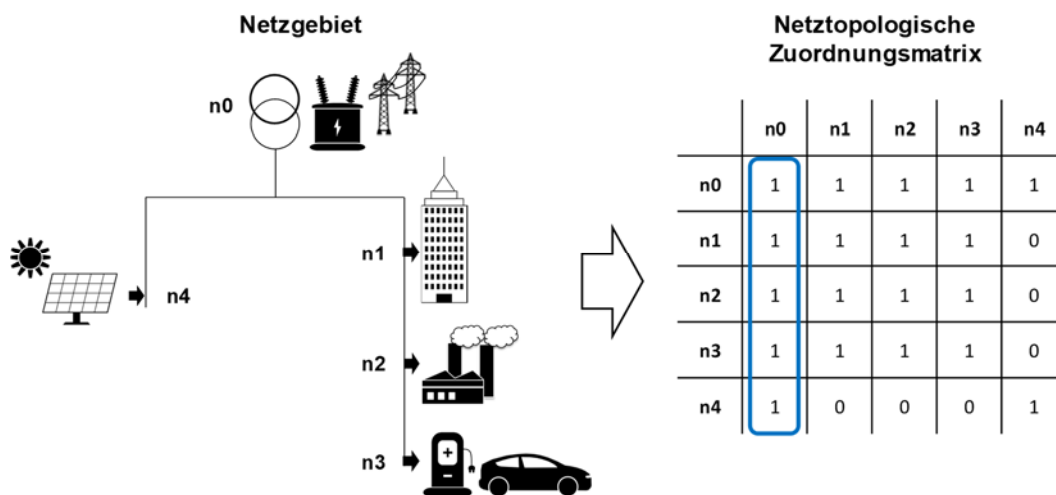 Netzgebiet
n0
n1
n4
n2
n3
Netztopologische
Zuordnungsmatrix
n0 n1 n2 n3 n4
n0 1 1 1 1 1
n1 1 1 1 1 0
n2 1 1 1 1 0
n3 1 1 1 1 0
n4 1 0 0 0 1